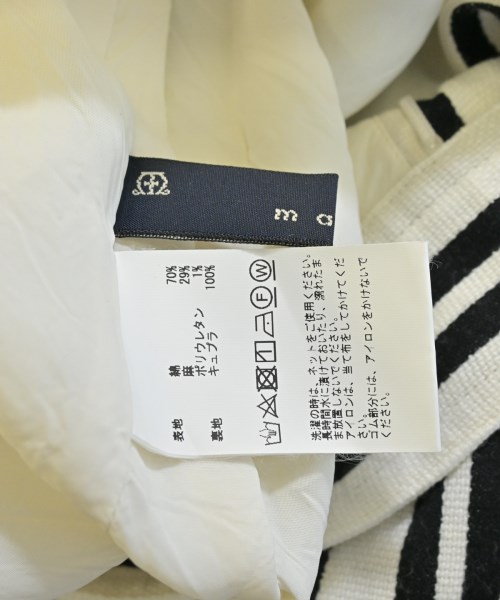 38
表地 綿 70%
麻 29%
ポリウレタン 1%
裏地 キュプラ 100%
洗濯の時は、ネットをご使用ください。
長時間水に漬けておいたり、濡れたま
ま放置しないでください。
アイロンは、当て布をしてかけてくだ
さい。
ゴム部分には、アイロンをかけないで
ください。